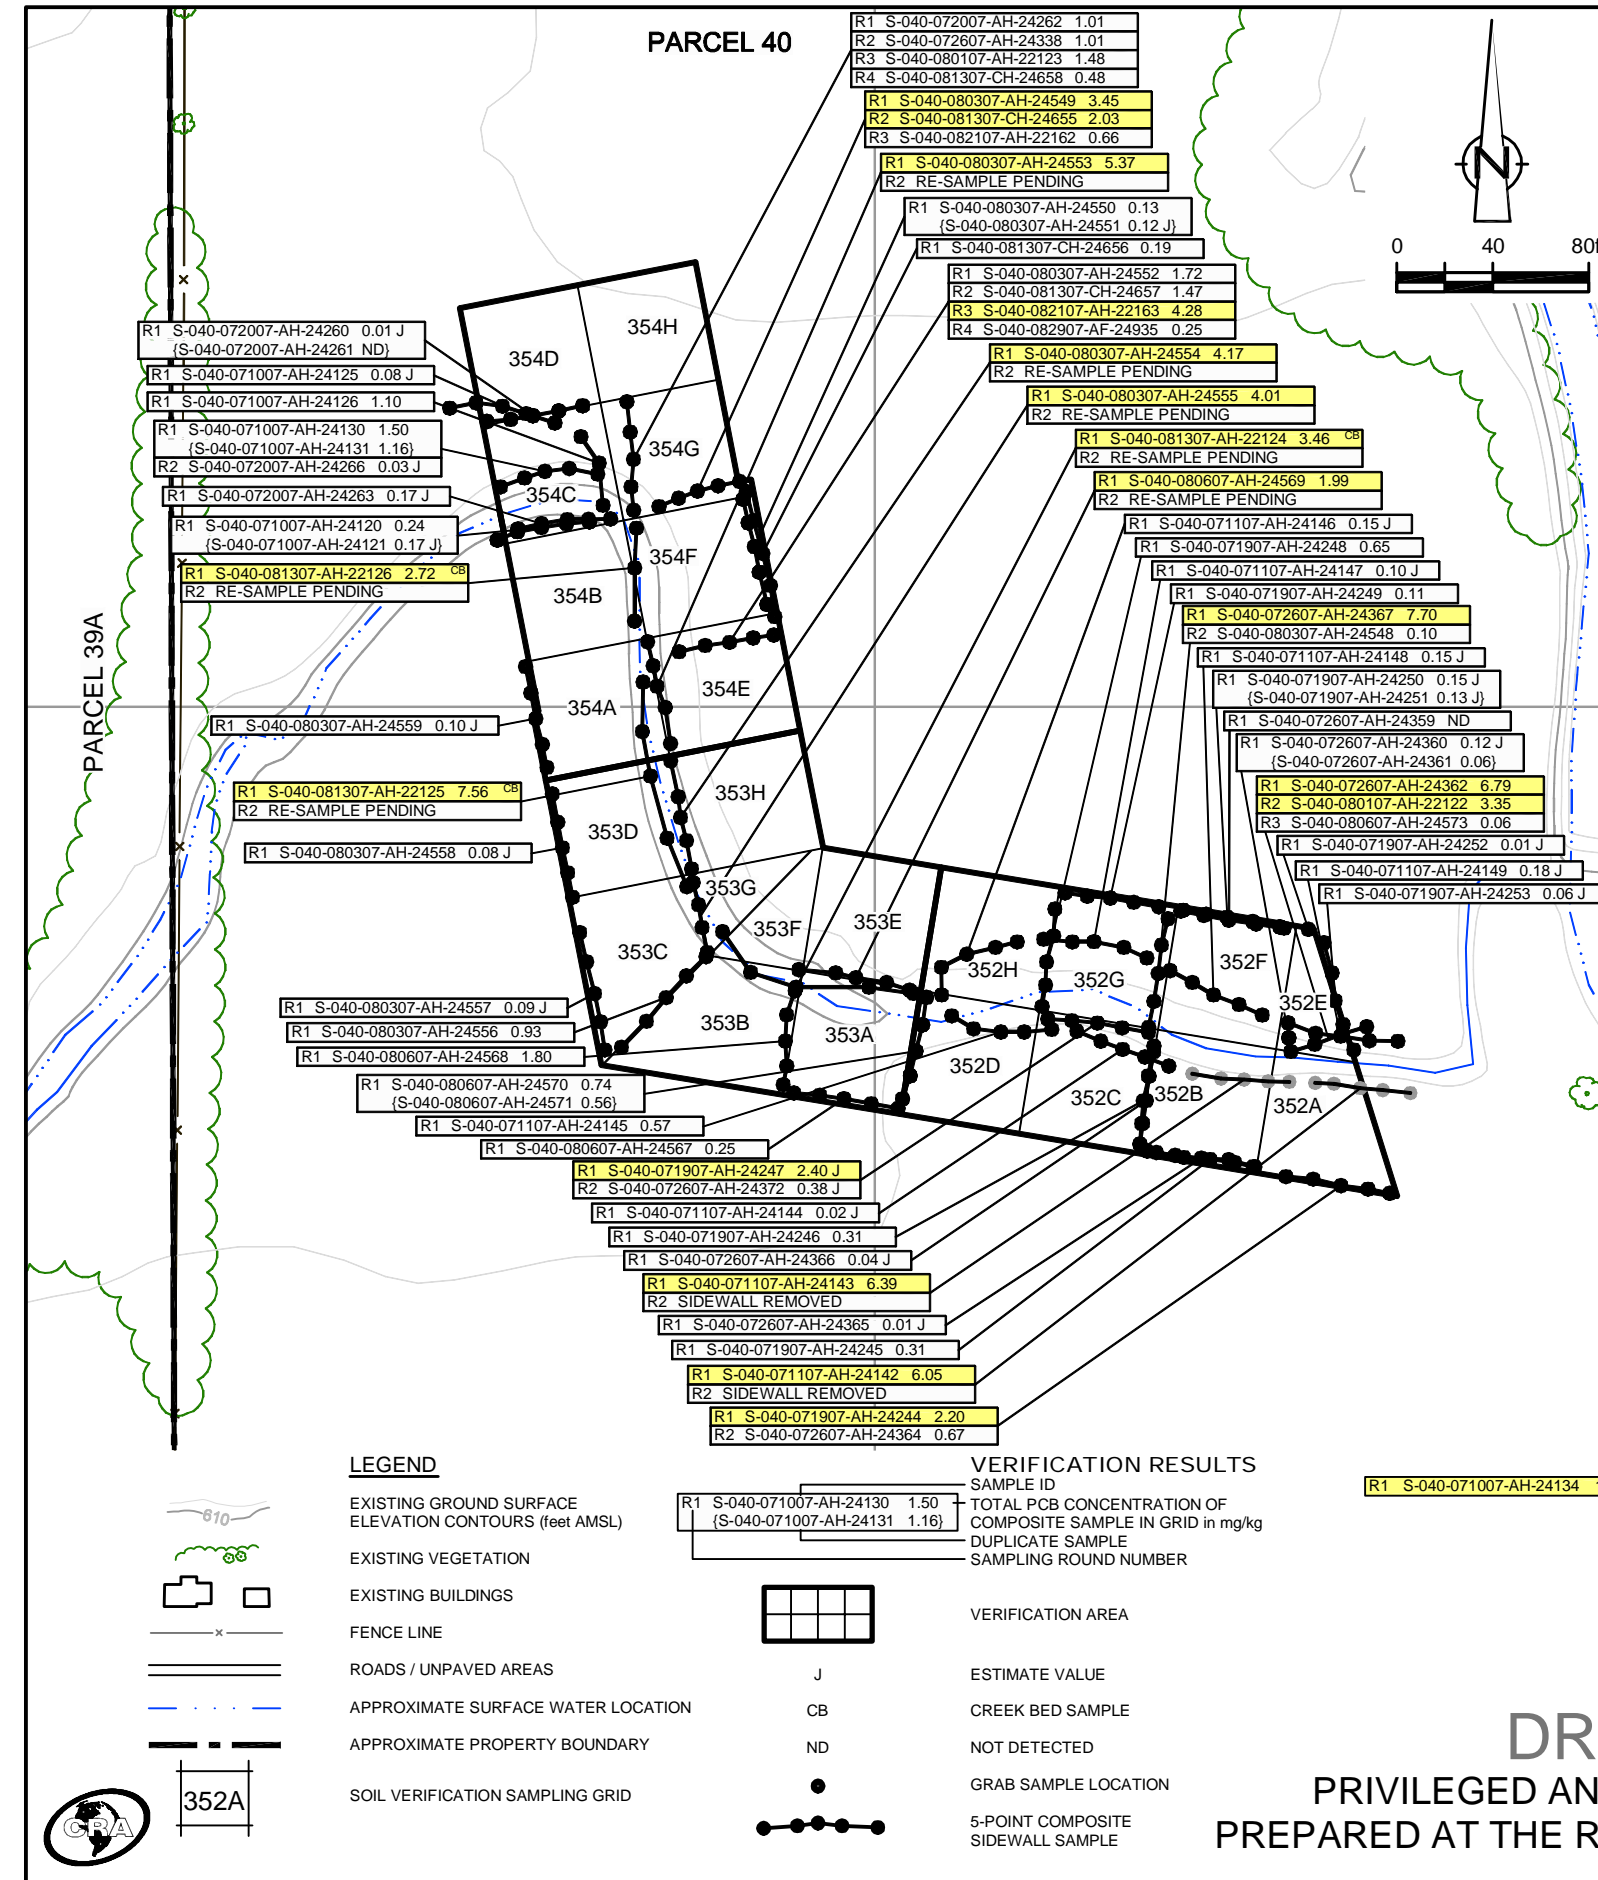 PARCEL 40
R1 S-040-072007-AH-24262 1.01
R2 S-040-072607-AH-24338 1.01
R3 S-040-080107-AH-22123 1.48
R4 S-040-081307-CH-24658 0.48
R1 S-040-080307-AH-24549 3.45
R2 S-040-081307-CH-24655 2.03
R3 S-040-082107-AH-22162 0.66
R1 S-040-080307-AH-24553 5.37
R2 RE-SAMPLE PENDING
R1 S-040-080307-AH-24550 0.13
{S-040-080307-AH-24551 0.12 J}
R1 S-040-081307-CH-24656 0.19
R1 S-040-080307-AH-24552 1.72
R2 S-040-081307-CH-24657 1.47
R3 S-040-082107-AH-22163 4.28
R4 S-040-082907-AF-24935 0.25
R1 S-040-080307-AH-24554 4.17
R2 RE-SAMPLE PENDING
R1 S-040-080307-AH-24555 4.01
R2 RE-SAMPLE PENDING
R1 S-040-081307-AH-22124 3.46 CB
R2 RE-SAMPLE PENDING
R1 S-040-080607-AH-24569 1.99
R2 RE-SAMPLE PENDING
R1 S-040-071107-AH-24146 0.15 J
R1 S-040-071907-AH-24248 0.65
R1 S-040-071107-AH-24147 0.10 J
R1 S-040-071907-AH-24249 0.11
R1 S-040-072607-AH-24367 7.70
R2 S-040-080307-AH-24548 0.10
R1 S-040-071107-AH-24148 0.15 J
R1 S-040-071907-AH-24250 0.15 J
{S-040-071907-AH-24251 0.13 J}
R1 S-040-072607-AH-24359 ND
R1 S-040-072607-AH-24360 0.12 J
{S-040-072607-AH-24361 0.06}
R1 S-040-072607-AH-24362 6.79
R2 S-040-080107-AH-22122 3.35
R3 S-040-080607-AH-24573 0.06
R1 S-040-071907-AH-24252 0.01 J
R1 S-040-071107-AH-24149 0.18 J
R1 S-040-071907-AH-24253 0.06 J
N
0 40 80f
R1 S-040-072007-AH-24260 0.01 J
{S-040-072007-AH-24261 ND}
R1 S-040-071007-AH-24125 0.08 J
R1 S-040-071007-AH-24126 1.10
R1 S-040-071007-AH-24130 1.50
{S-040-071007-AH-24131 1.16}
R2 S-040-072007-AH-24266 0.03 J
R1 S-040-072007-AH-24263 0.17 J
R1 S-040-071007-AH-24120 0.24
{S-040-071007-AH-24121 0.17 J}
R1 S-040-081307-AH-22126 2.72 CB
R2 RE-SAMPLE PENDING
PARCEL 39A
R1 S-040-080307-AH-24559 0.10 J
R1 S-040-081307-AH-22125 7.56 CB
R2 RE-SAMPLE PENDING
R1 S-040-080307-AH-24558 0.08 J
354H
354D
354G
354C
354F
354B
354E
354A
353H
353D
353G
353F
353E
353C
353B
353A
352H
352G
352F
352E
352D
352C
352B
352A
R1 S-040-080307-AH-24557 0.09 J
R1 S-040-080307-AH-24556 0.93
R1 S-040-080607-AH-24568 1.80
R1 S-040-080607-AH-24570 0.74
{S-040-080607-AH-24571 0.56}
R1 S-040-071107-AH-24145 0.57
R1 S-040-080607-AH-24567 0.25
R1 S-040-071907-AH-24247 2.40 J
R2 S-040-072607-AH-24372 0.38 J
R1 S-040-071107-AH-24144 0.02 J
R1 S-040-071907-AH-24246 0.31
R1 S-040-072607-AH-24366 0.04 J
R1 S-040-071107-AH-24143 6.39
R2 SIDEWALL REMOVED
R1 S-040-072607-AH-24365 0.01 J
R1 S-040-071907-AH-24245 0.31
R1 S-040-071107-AH-24142 6.05
R2 SIDEWALL REMOVED
R1 S-040-071907-AH-24244 2.20
R2 S-040-072607-AH-24364 0.67
LEGEND
610
EXISTING GROUND SURFACE
ELEVATION CONTOURS (feet AMSL)
EXISTING VEGETATION
EXISTING BUILDINGS
FENCE LINE
ROADS / UNPAVED AREAS
APPROXIMATE SURFACE WATER LOCATION
APPROXIMATE PROPERTY BOUNDARY
352A
SOIL VERIFICATION SAMPLING GRID
CRA
VERIFICATION RESULTS
SAMPLE ID
R1 S-040-071007-AH-24130 1.50
{S-040-071007-AH-24131 1.16}
TOTAL PCB CONCENTRATION OF
COMPOSITE SAMPLE IN GRID in mg/kg
DUPLICATE SAMPLE
SAMPLING ROUND NUMBER
VERIFICATION AREA
J ESTIMATE VALUE
CB CREEK BED SAMPLE
ND NOT DETECTED
GRAB SAMPLE LOCATION
5-POINT COMPOSITE
SIDEWALL SAMPLE
R1 S-040-071007-AH-24134
DR
PRIVILEGED AN
PREPARED AT THE R